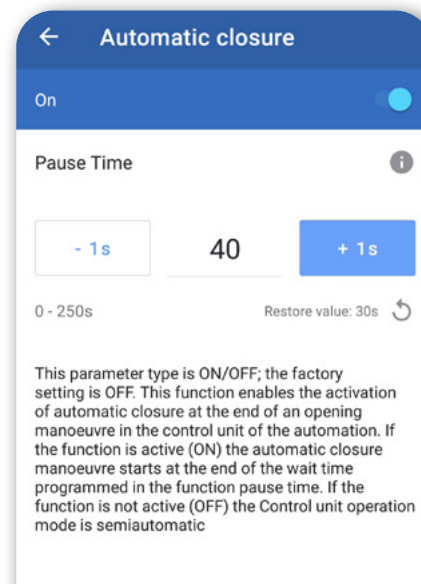 Automatic closure
On
Pause Time
- 1s 40 + 1s
0 - 250s Restore value: 30s
This parameter type is ON/OFF; the factory
setting is OFF. This function enables the activation
of automatic closure at the end of an opening
manoeuvre in the control unit of the automation. If
the function is active (ON) the automatic closure
manoeuvre starts at the end of the wait time
programmed in the function pause time. If the
function is not active (OFF) the Control unit operation
mode is semiautomatic